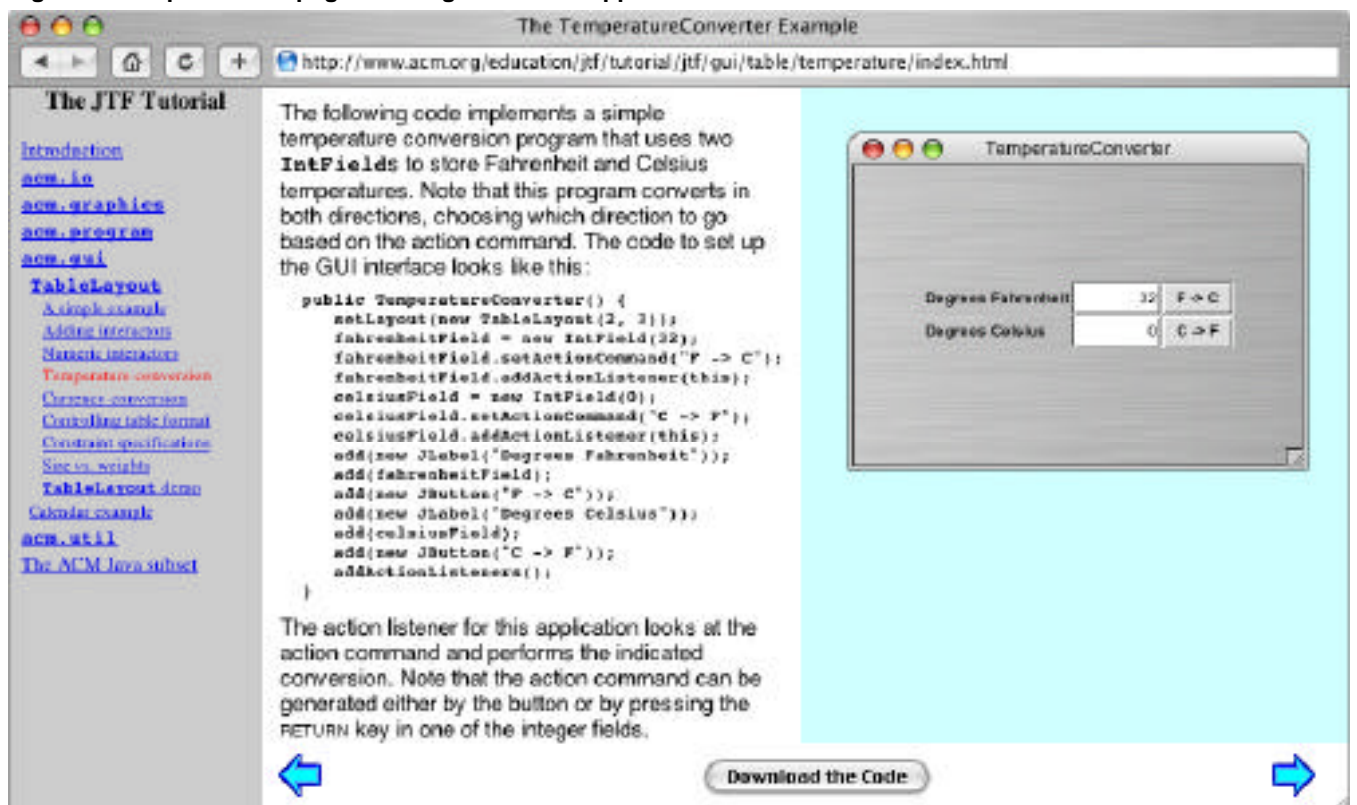 The TemperatureConverter Example
http://www.acm.org/education/jtf/tutorial/jtf/gui/table/temperature/index.html
The JTF Tutorial
Introduction
acm.io
acm.graphics
acm.program
acm.gui
TableLayout
A simple example
Adding interactors
Numeric interactors
Temperature conversion
Currency conversion
Controlling table format
Constraint specifications
Size vs. weights
TableLayout demo
Calendar example
acm.util
The ACM Java subset
The following code implements a simple
temperature conversion program that uses two
IntFields to store Fahrenheit and Celsius
temperatures. Note that this program converts in
both directions, choosing which direction to go
based on the action command. The code to set up
the GUI interface looks like this:
public TemperatureConverter() {
setLayout(new TableLayout(2, 3));
fahrenheitField = new IntField(32);
fahrenheitField.setActionCommand("F -> C");
fahrenheitField.addActionListener(this);
celsiusField = new IntField(0);
celsiusField.setActionCommand("C -> F");
celsiusField.addActionListener(this);
add(new JLabel("Degrees Fahrenheit"));
add(fahrenheitField);
add(new JButton("F -> C"));
add(new JLabel("Degrees Celsius"));
add(celsiusField);
add(new JButton("C -> F"));
addActionListeners();
}
The action listener for this application looks at the
action command and performs the indicated
conversion. Note that the action command can be
generated either by the button or by pressing the
RETURN key in one of the integer fields.
TemperatureConverter
Degrees Fahrenheit 32 F -> C
Degrees Celsius 0 C -> F
Download the Code